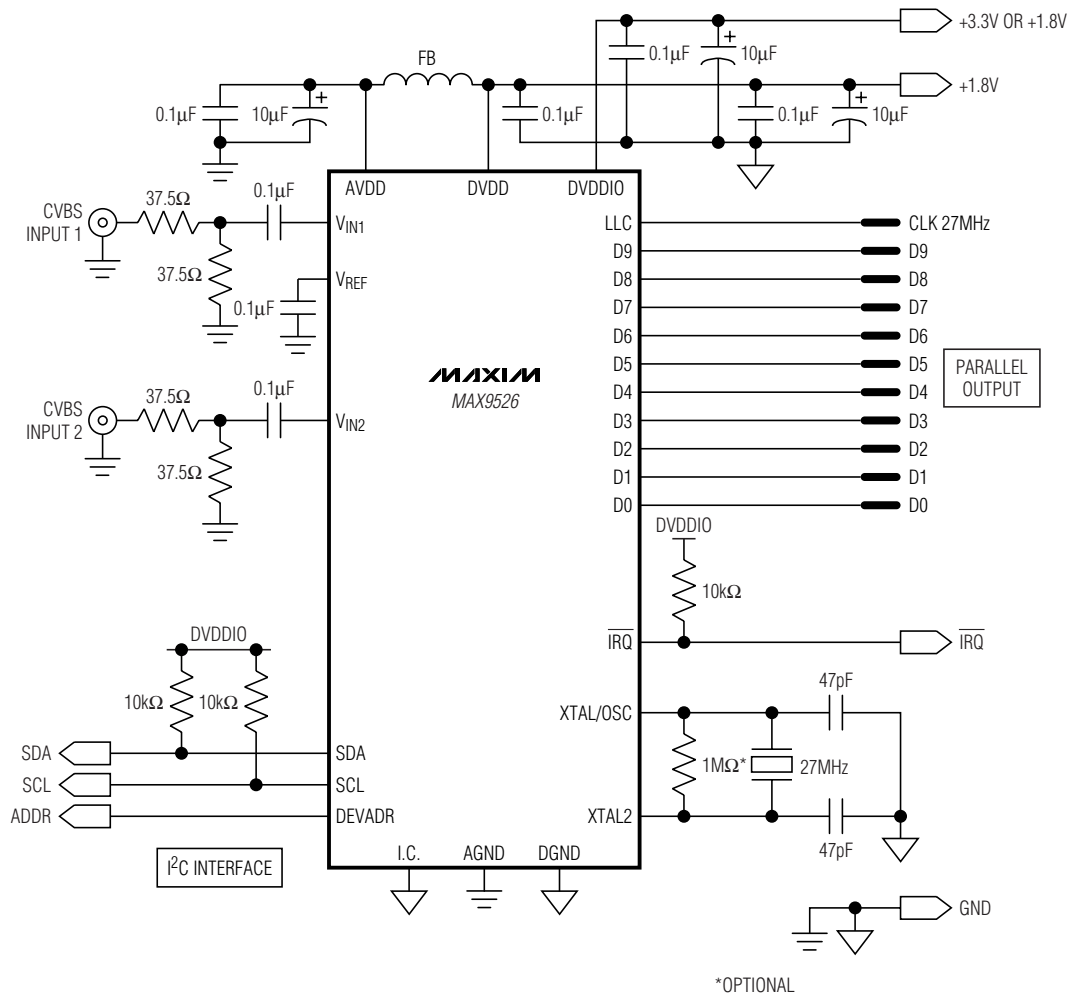 +3.3V OR +1.8V
0.1µF
10µF
+
FB
+1.8V
0.1µF
10µF
+
0.1µF
0.1µF
10µF
+
AVDD
DVDD
DVDDIO
CVBS
INPUT 1
37.5Ω
0.1µF
VIN1
37.5Ω
0.1µF
VREF
CVBS
INPUT 2
37.5Ω
0.1µF
VIN2
37.5Ω
MAXIM
MAX9526
LLC
CLK 27MHz
D9
D9
D8
D8
D7
D7
D6
D6
D5
D5
D4
D4
D3
D3
D2
D2
D1
D1
D0
D0
PARALLEL
OUTPUT
DVDDIO
10kΩ
IRQ
IRQ
DVDDIO
10kΩ
10kΩ
SDA
SDA
SCL
SCL
ADDR
DEVADR
I2C INTERFACE
XTAL/OSC
47pF
1MΩ*
27MHz
XTAL2
47pF
I.C.
AGND
DGND
GND
*OPTIONAL